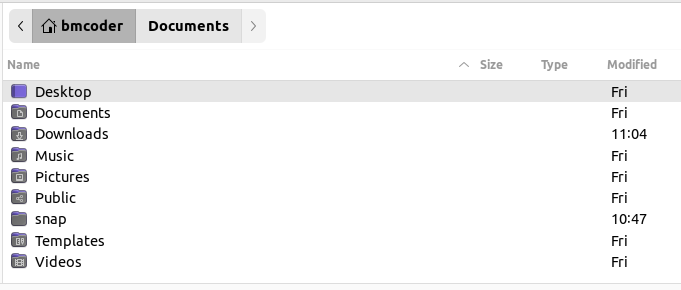 bmcoder Documents
Name Size Type Modified
Desktop Fri
Documents Fri
Downloads 11:04
Music Fri
Pictures Fri
Public Fri
snap 10:47
Templates Fri
Videos Fri